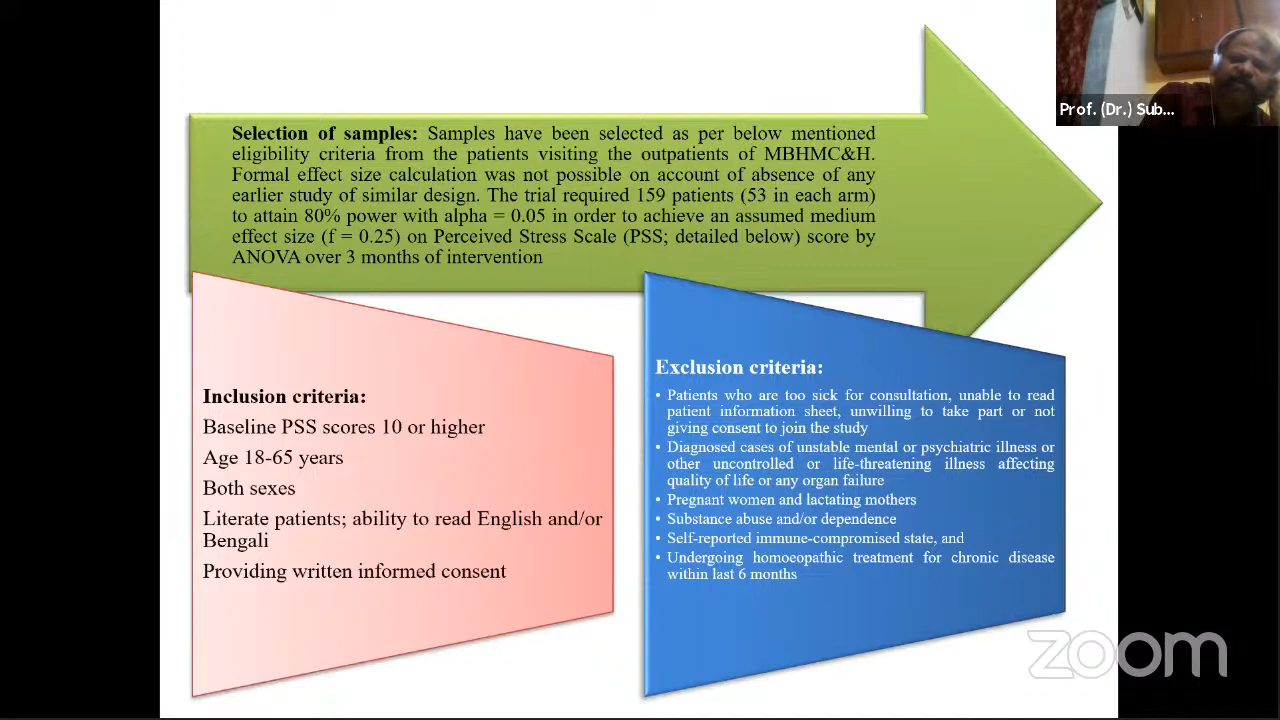 Prof. (Dr.) Sub...
Selection of samples: Samples have been selected as per below mentioned
eligibility criteria from the patients visiting the outpatients of MBHMC&H.
Formal effect size calculation was not possible on account of absence of any
earlier study of similar design. The trial required 159 patients (53 in each arm)
to attain 80% power with alpha = 0.05 in order to achieve an assumed medium
effect size (f = 0.25) on Perceived Stress Scale (PSS; detailed below) score by
ANOVA over 3 months of intervention
Inclusion criteria:
Baseline PSS scores 10 or higher
Age 18-65 years
Both sexes
Literate patients; ability to read English and/or
Bengali
Providing written informed consent
Exclusion criteria:
• Patients who are too sick for consultation, unable to read
patient information sheet, unwilling to take part or not
giving consent to join the study
• Diagnosed cases of unstable mental or psychiatric illness or
other uncontrolled or life-threatening illness affecting
quality of life or any organ failure
• Pregnant women and lactating mothers
• Substance abuse and/or dependence
• Self-reported immune-compromised state, and
• Undergoing homoeopathic treatment for chronic disease
within last 6 months
zoom